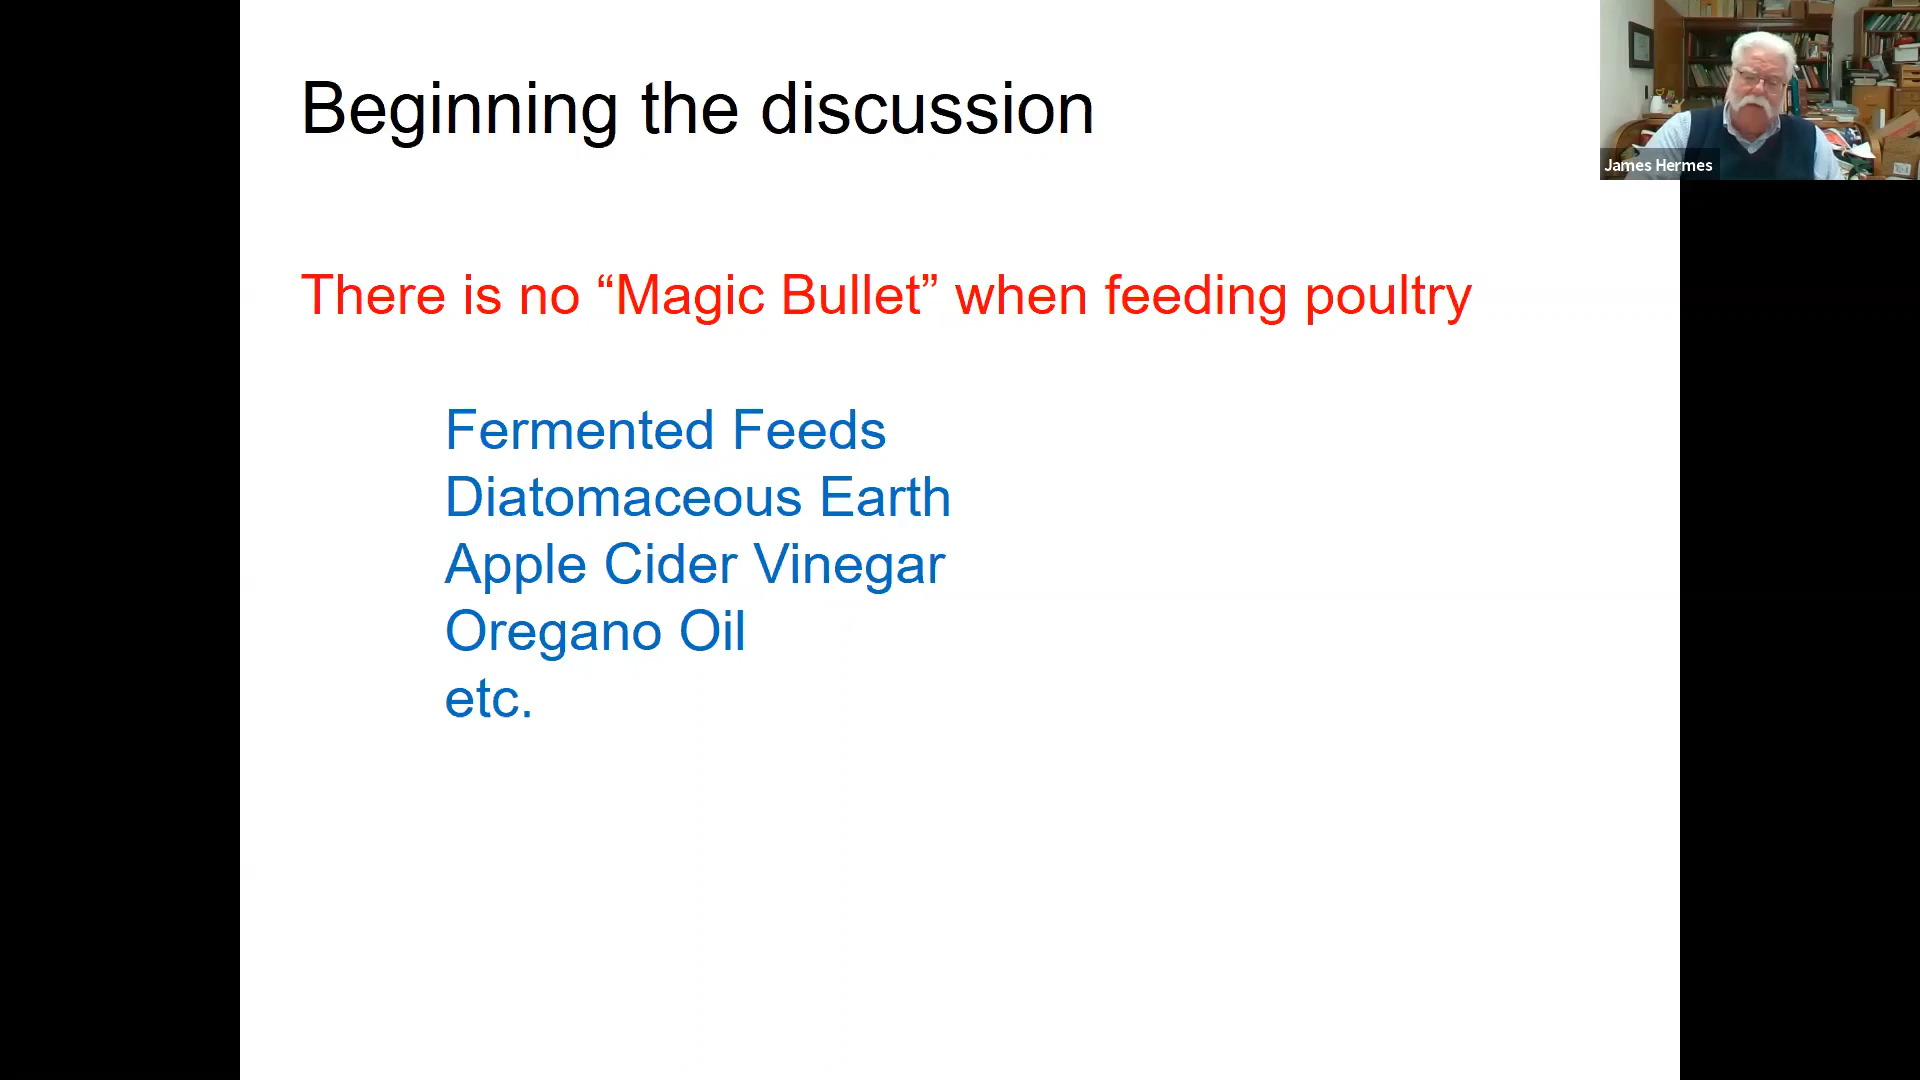 Beginning the discussion
There is no “Magic Bullet” when feeding poultry
Fermented Feeds
Diatomaceous Earth
Apple Cider Vinegar
Oregano Oil
etc.
James Hermes